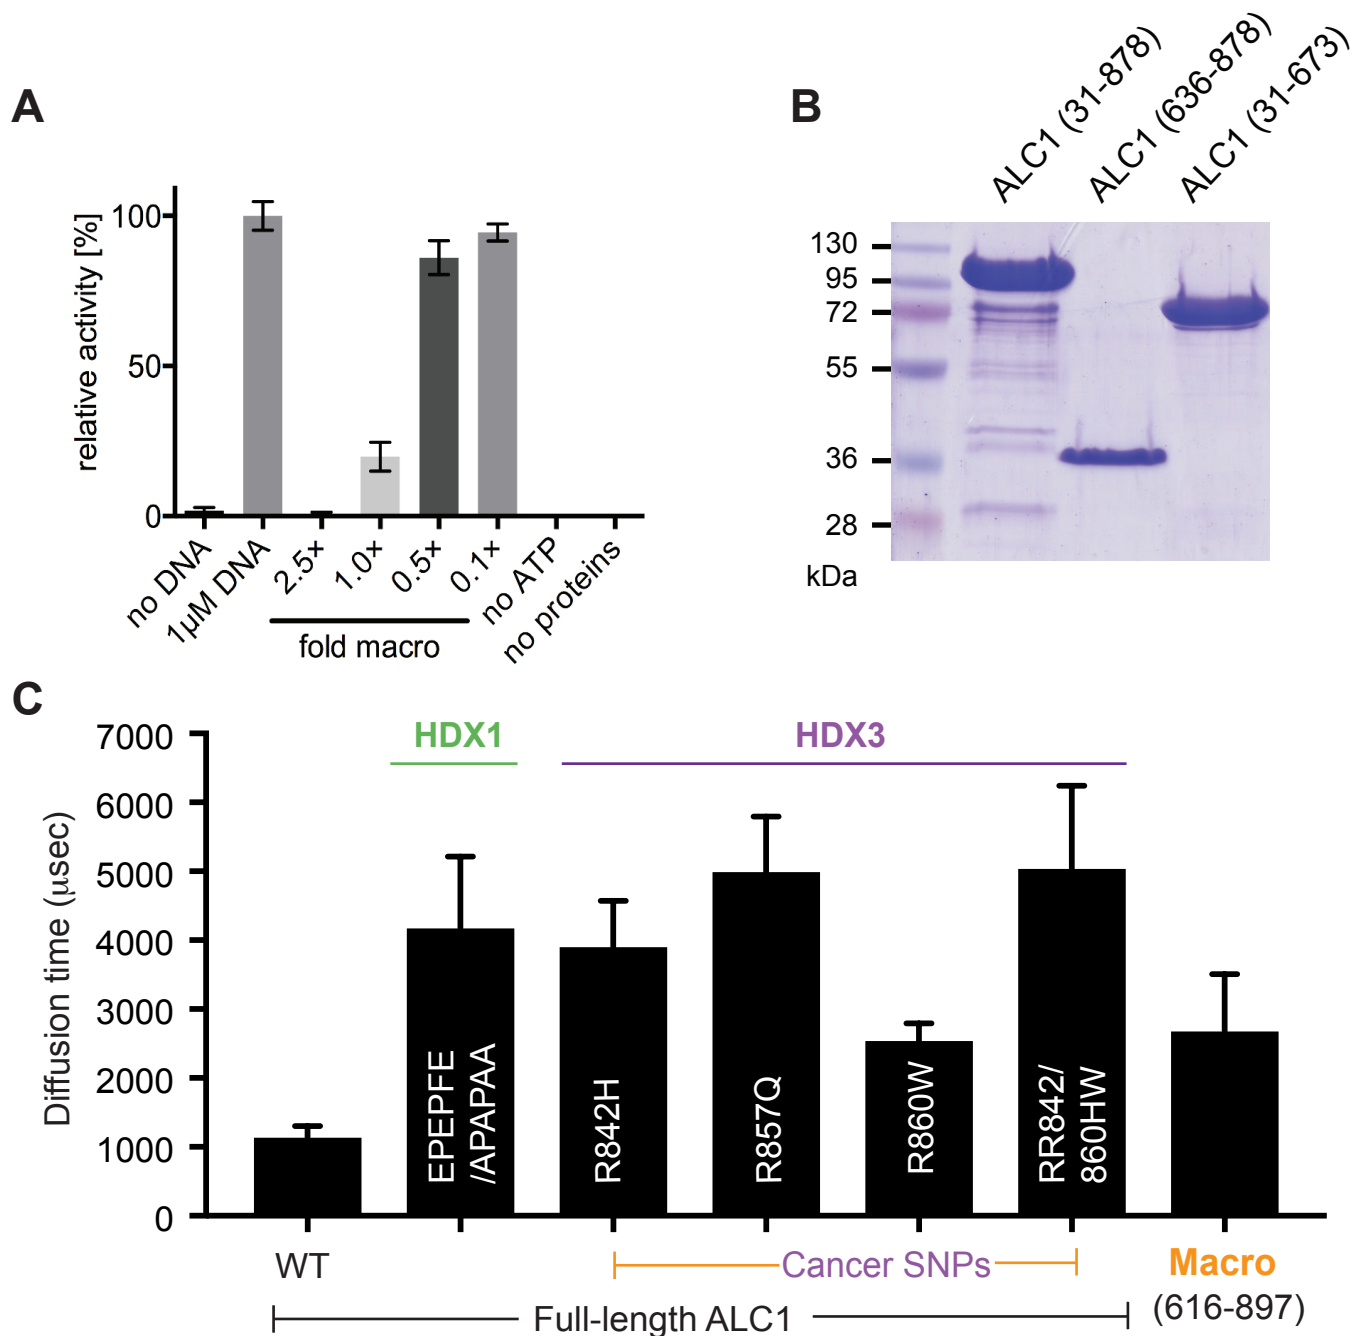 A
relative activity [%]
100
50
0
no DNA
1µM DNA
2.5×
1.0×
0.5×
0.1×
no ATP
no proteins
fold macro
B
ALC1 (31-878)
ALC1 (636-878)
ALC1 (31-673)
130
95
72
55
36
28
kDa
C
Diffusion time (µsec)
7000
6000
5000
4000
3000
2000
1000
0
HDX1
HDX3
EPEPFE
/APAPAA
R842H
R857Q
R860W
RR842/
860HW
WT
Cancer SNPs
Macro
(616-897)
Full-length ALC1